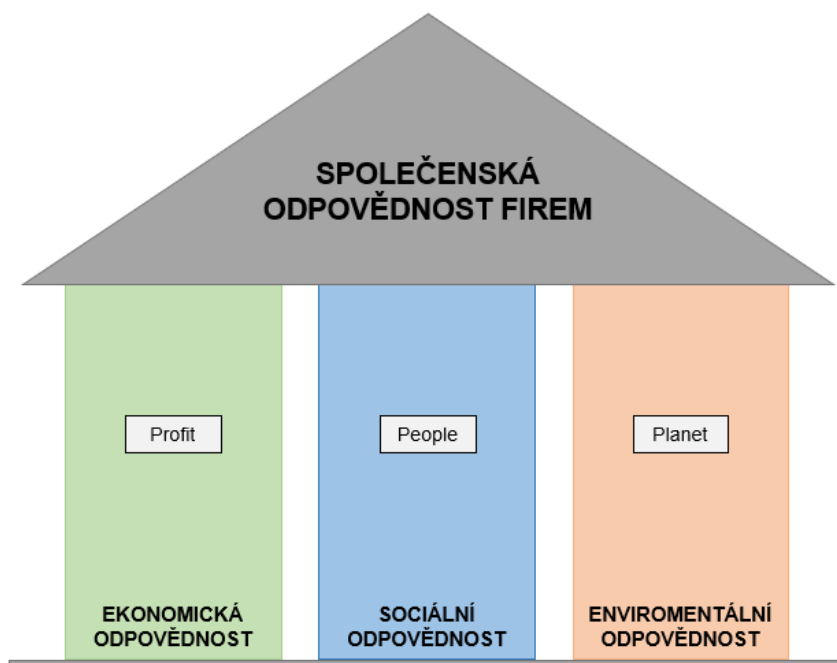 SPOLEČENSKÁ
ODPOVĚDNOST FIREM
Profit
People
Planet
EKONOMICKÁ
ODPOVĚDNOST
SOCIÁLNÍ
ODPOVĚDNOST
ENVIROMENTÁLNÍ
ODPOVĚDNOST